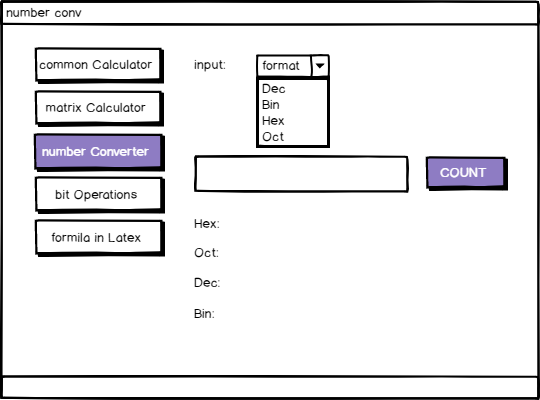 number conv
common Calculator
matrix Calculator
number Converter
bit Operations
formila in Latex
input:
format
Dec
Bin
Hex
Oct
COUNT
Hex:
Oct:
Dec:
Bin: